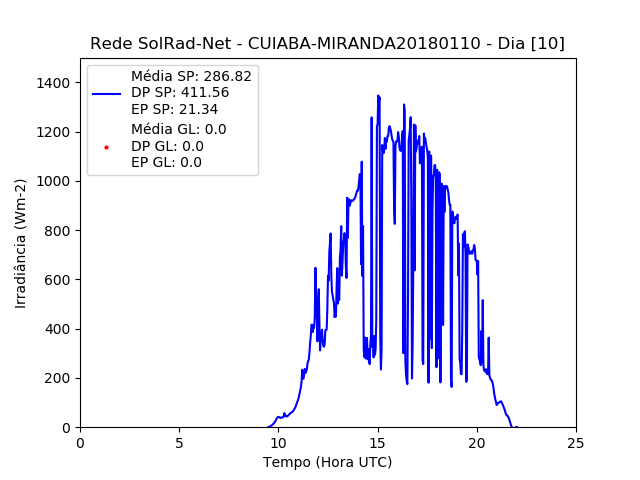 Rede SolRad-Net - CUIABA-MIRANDA20180110 - Dia [10]
Média SP: 286.82
DP SP: 411.56
EP SP: 21.34
Média GL: 0.0
DP GL: 0.0
EP GL: 0.0
Irradiância (Wm-2)
1400
1200
1000
800
600
400
200
0
0 5 10 15 20 25
Tempo (Hora UTC)